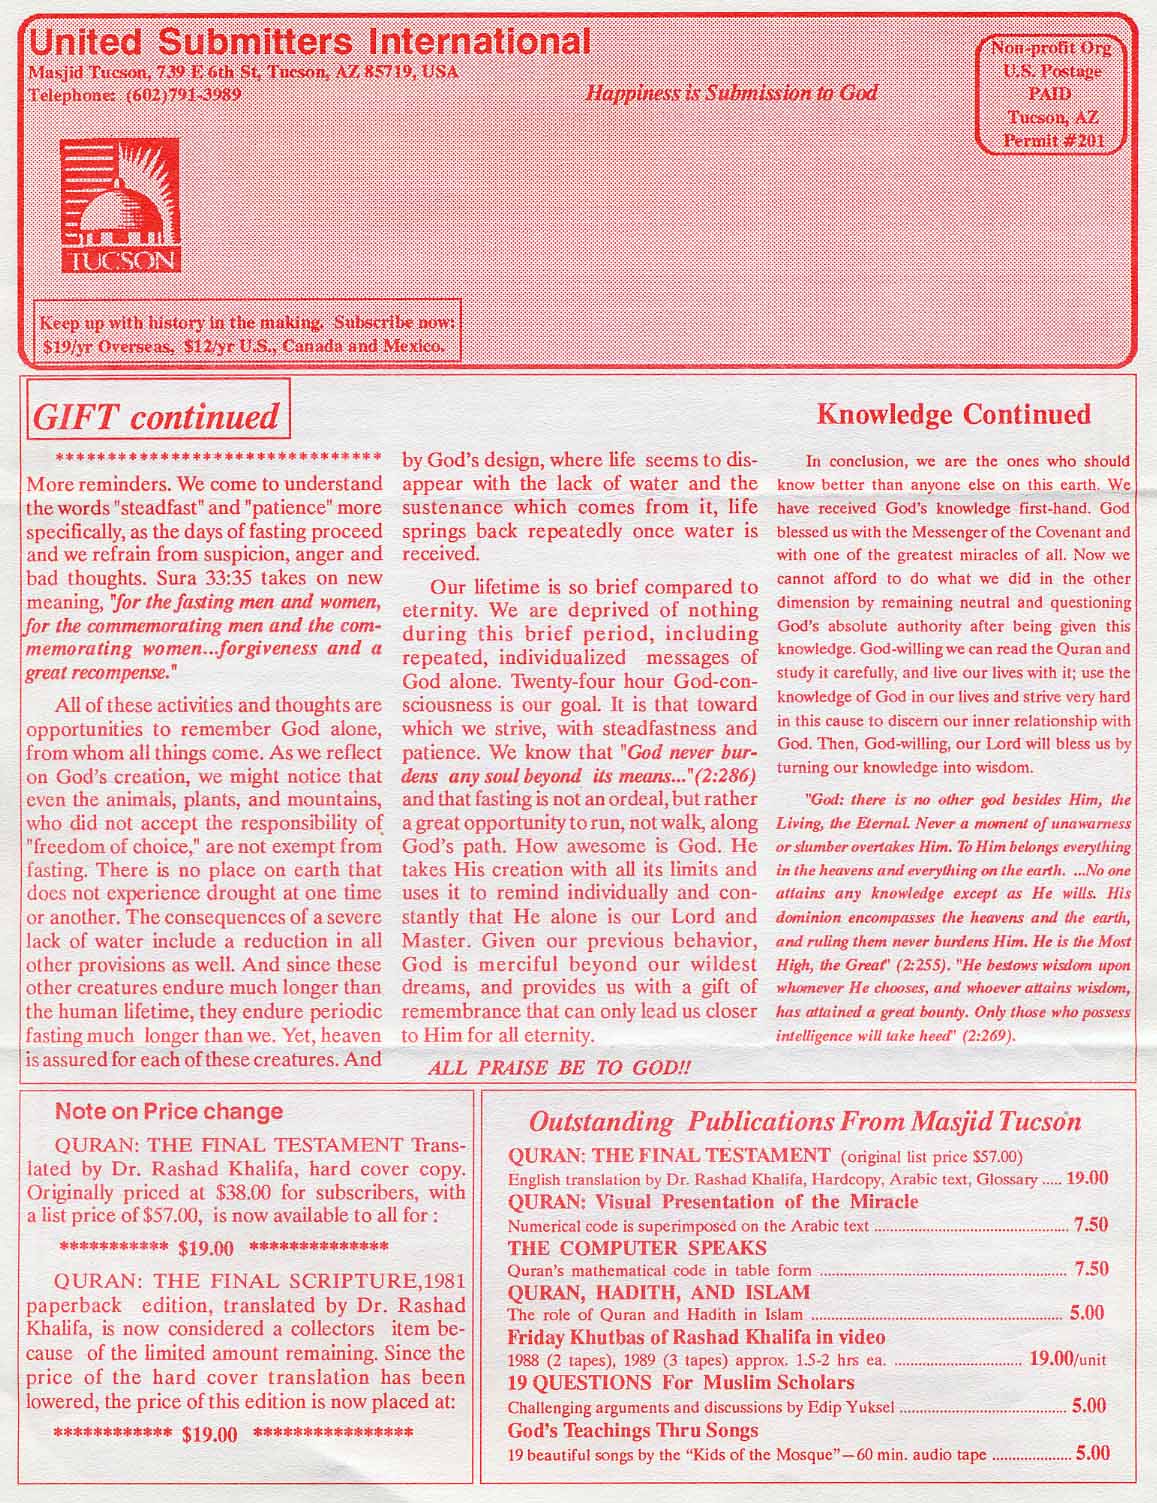 United Submitters International
Masjid Tucson, 739 E 6th St, Tucson, AZ 85719, USA
Telephone: (602)791-3989
Happiness is Submission to God
Non-profit Org
U.S. Postage
PAID
Tucson, AZ
Permit #201
TUCSON
Keep up with history in the making. Subscribe now:
$19/yr Overseas, $12/yr U.S., Canada and Mexico.
GIFT continued
*******************************
More reminders. We come to understand
the words "steadfast" and "patience" more
specifically, as the days of fasting proceed
and we refrain from suspicion, anger and
bad thoughts. Sura 33:35 takes on new
meaning, "for the fasting men and women,
for the commemorating men and the com-
memorating women...forgiveness and a
great recompense."
All of these activities and thoughts are
opportunities to remember God alone,
from whom all things come. As we reflect
on God's creation, we might notice that
even the animals, plants, and mountains,
who did not accept the responsibility of
"freedom of choice," are not exempt from
fasting. There is no place on earth that
does not experience drought at one time
or another. The consequences of a severe
lack of water include a reduction in all
other provisions as well. And since these
other creatures endure much longer than
the human lifetime, they endure periodic
fasting much longer than we. Yet, heaven
is assured for each of these creatures. And
by God's design, where life seems to dis-
appear with the lack of water and the
sustenance which comes from it, life
springs back repeatedly once water is
received.
Our lifetime is so brief compared to
eternity. We are deprived of nothing
during this brief period, including
repeated, individualized messages of
God alone. Twenty-four hour God-con-
sciousness is our goal. It is that toward
which we strive, with steadfastness and
patience. We know that "God never bur-
dens any soul beyond its means..."(2:286)
and that fasting is not an ordeal, but rather
a great opportunity to run, not walk, along
God's path. How awesome is God. He
takes His creation with all its limits and
uses it to remind individually and con-
stantly that He alone is our Lord and
Master. Given our previous behavior,
God is merciful beyond our wildest
dreams, and provides us with a gift of
remembrance that can only lead us closer
to Him for all eternity.
ALL PRAISE BE TO GOD!!
Knowledge Continued
In conclusion, we are the ones who should
know better than anyone else on this earth. We
have received God's knowledge first-hand. God
blessed us with the Messenger of the Covenant and
with one of the greatest miracles of all. Now we
cannot afford to do what we did in the other
dimension by remaining neutral and questioning
God's absolute authority after being given this
knowledge. God-willing we can read the Quran and
study it carefully, and live our lives with it; use the
knowledge of God in our lives and strive very hard
in this cause to discern our inner relationship with
God. Then, God-willing, our Lord will bless us by
turning our knowledge into wisdom.
"God: there is no other god besides Him, the
Living, the Eternal. Never a moment of unawarness
or slumber overtakes Him. To Him belongs everything
in the heavens and everything on the earth. ...No one
attains any knowledge except as He wills. His
dominion encompasses the heavens and the earth,
and ruling them never burdens Him. He is the Most
High, the Great" (2:255). "He bestows wisdom upon
whomever He chooses, and whoever attains wisdom,
has attained a great bounty. Only those who possess
intelligence will take heed" (2:269).
Note on Price change
QURAN: THE FINAL TESTAMENT Trans-
lated by Dr. Rashad Khalifa, hard cover copy.
Originally priced at $38.00 for subscribers, with
a list price of $57.00, is now available to all for :
*********** $19.00 **************
QURAN: THE FINAL SCRIPTURE,1981
paperback edition, translated by Dr. Rashad
Khalifa, is now considered a collectors item be-
cause of the limited amount remaining. Since the
price of the hard cover translation has been
lowered, the price of this edition is now placed at:
************ $19.00 ****************
Outstanding Publications From Masjid Tucson
QURAN: THE FINAL TESTAMENT (original list price $57.00)
English translation by Dr. Rashad Khalifa, Hardcopy, Arabic text, Glossary ..... 19.00
QURAN: Visual Presentation of the Miracle
Numerical code is superimposed on the Arabic text ................................................ 7.50
THE COMPUTER SPEAKS
Quran's mathematical code in table form ............................................................. 7.50
QURAN, HADITH, AND ISLAM
The role of Quran and Hadith in Islam .............................................................. 5.00
Friday Khutbas of Rashad Khalifa in video
1988 (2 tapes), 1989 (3 tapes) approx. 1.5-2 hrs ea. ................................ 19.00/unit
19 QUESTIONS For Muslim Scholars
Challenging arguments and discussions by Edip Yuksel ......................................... 5.00
God's Teachings Thru Songs
19 beautiful songs by the “Kids of the Mosque”—60 min. audio tape .................... 5.00